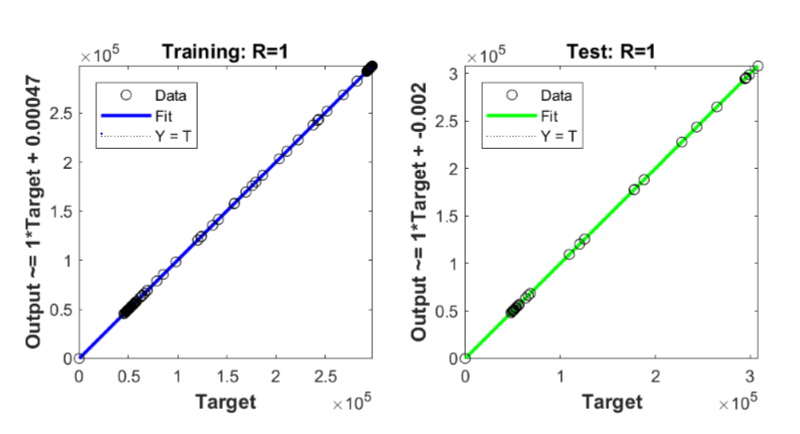 ×10⁵
Training: R=1
Data
Fit
Y = T
Output ~= 1*Target + 0.00047
2.5
2
1.5
1
0.5
0
0
0.5
1
1.5
2
2.5
Target
×10⁵
×10⁵
Test: R=1
Data
Fit
Y = T
Output ~= 1*Target + -0.002
3
2.5
2
1.5
1
0.5
0
0
1
2
3
Target
×10⁵